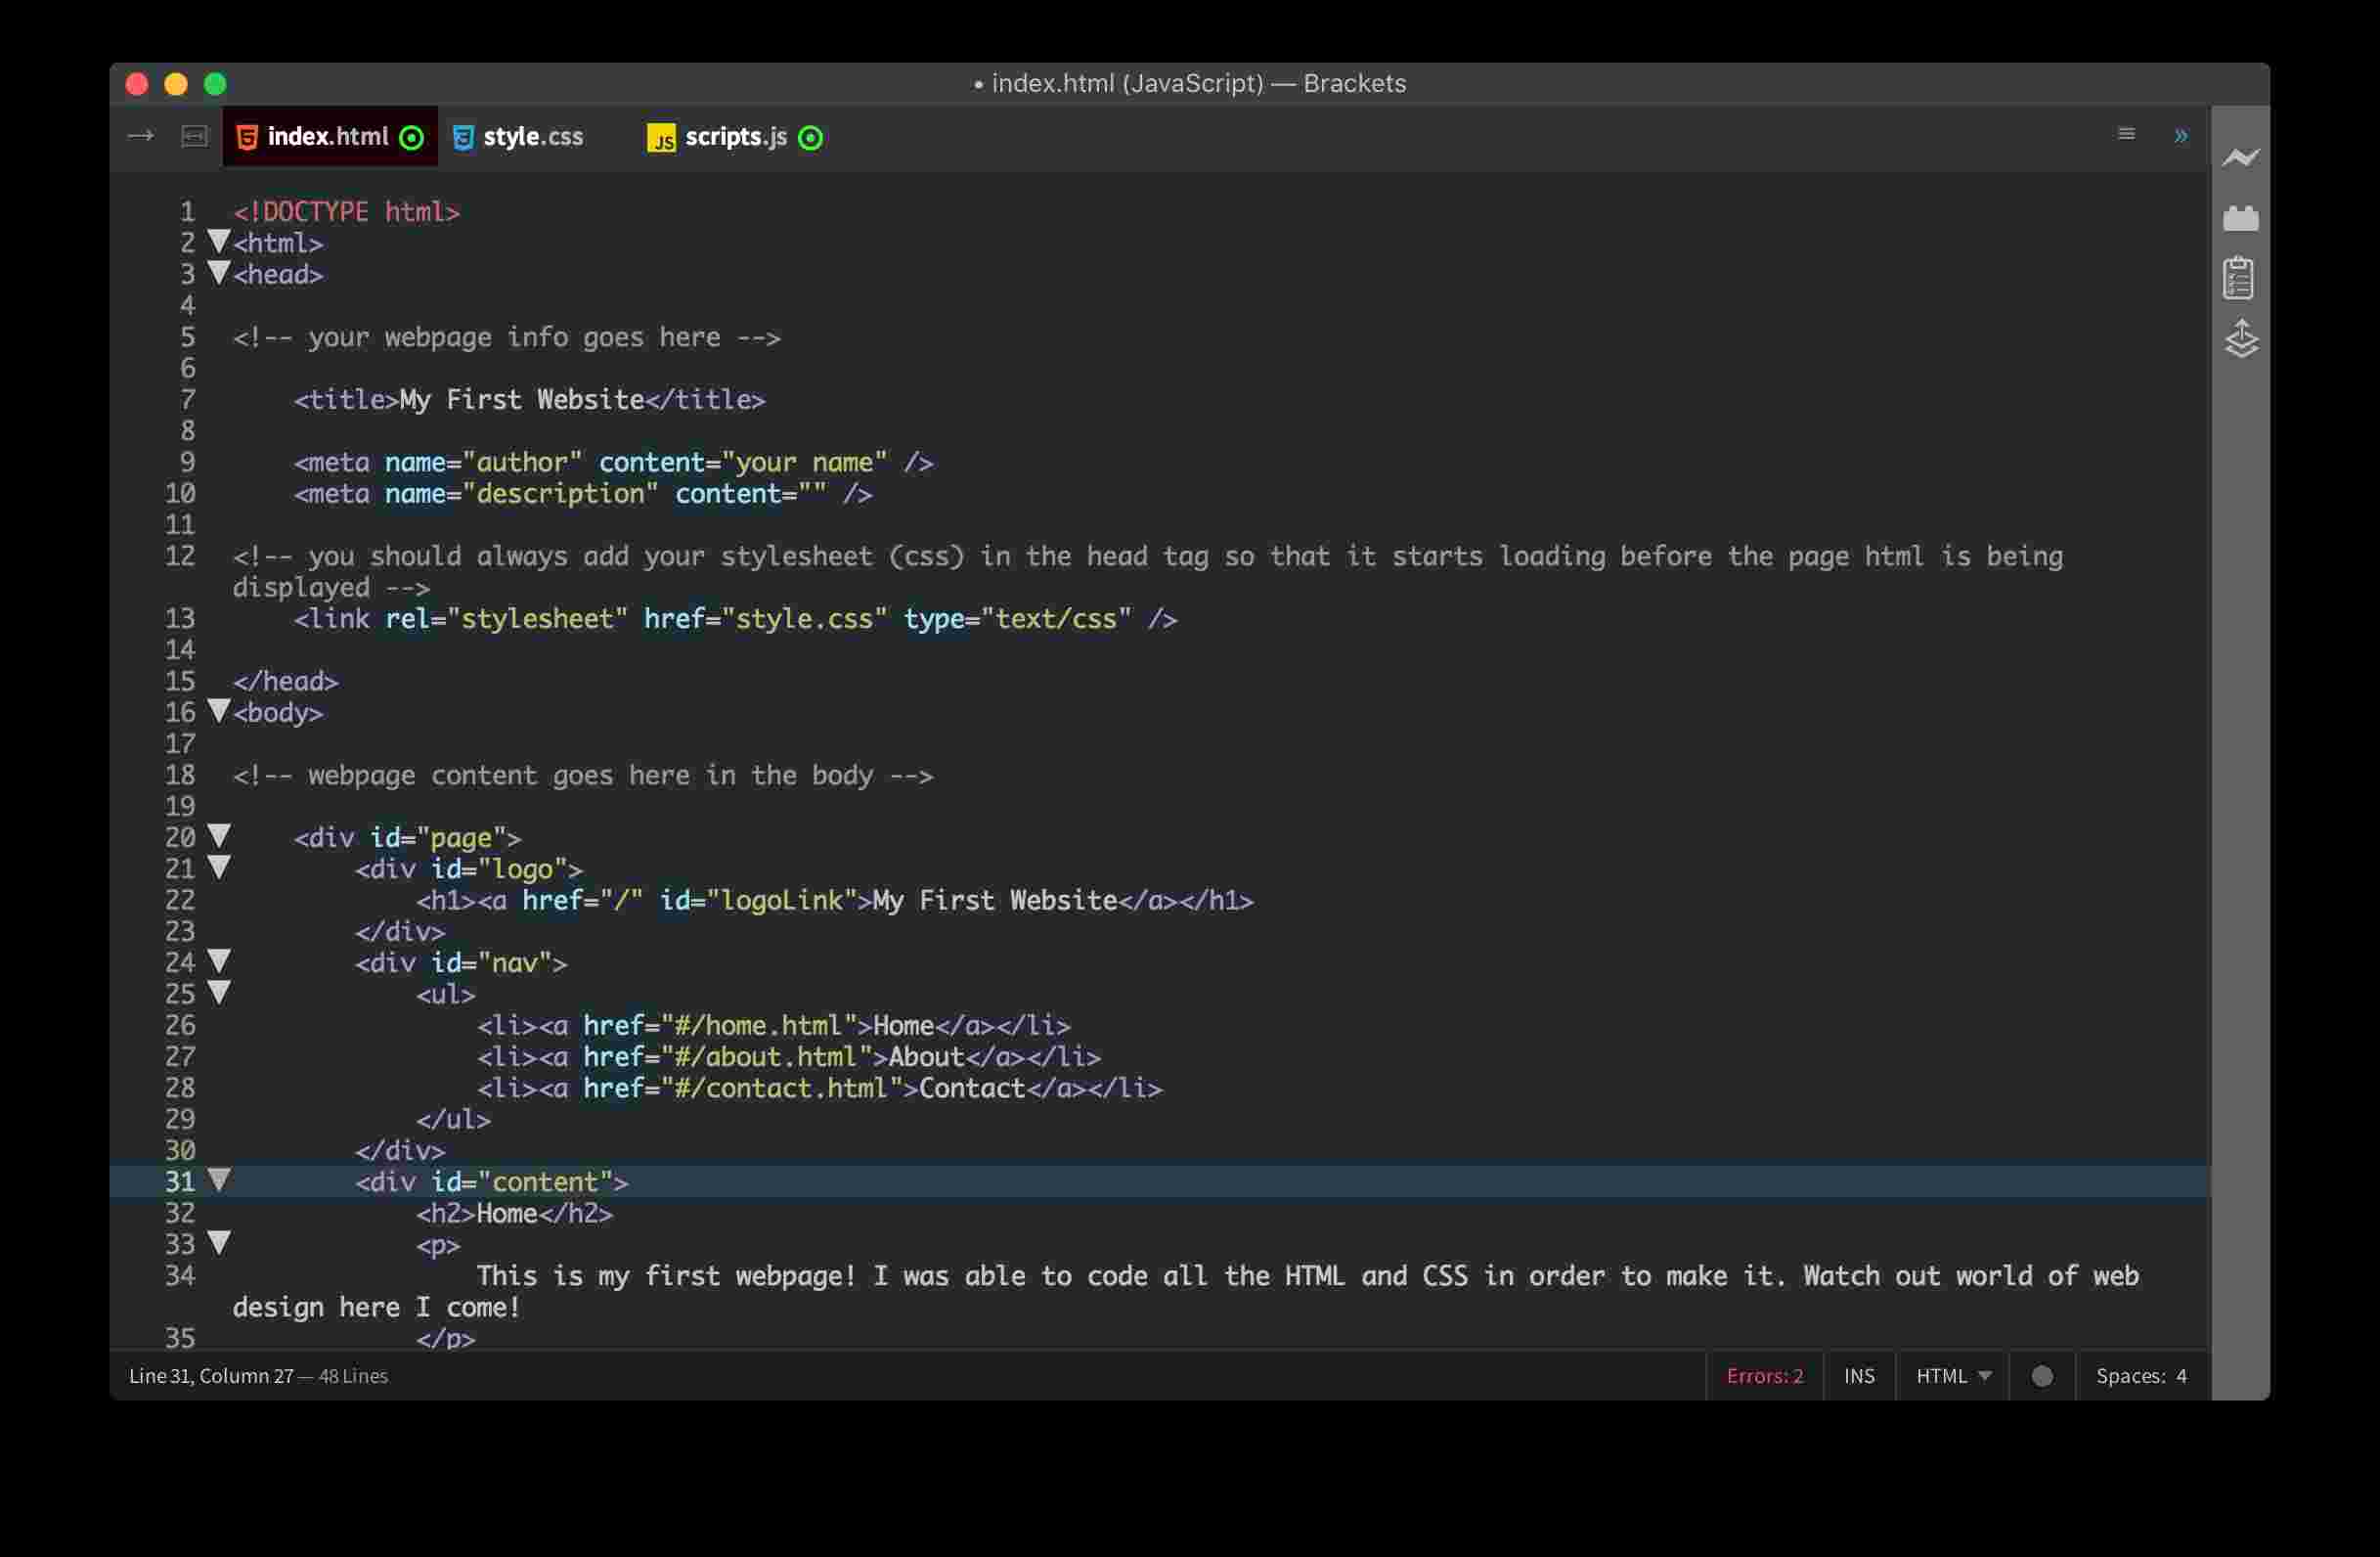 • index.html (JavaScript) — Brackets
index.html style.css JS scripts.js
1 <!DOCTYPE html>
2 <html>
3 <head>
4
5 <!-- your webpage info goes here -->
6
7     <title>My First Website</title>
8
9     <meta name="author" content="your name" />
10     <meta name="description" content="" />
11
12 <!-- you should always add your stylesheet (css) in the head tag so that it starts loading before the page html is being
displayed -->
13     <link rel="stylesheet" href="style.css" type="text/css" />
14
15 </head>
16 <body>
17
18 <!-- webpage content goes here in the body -->
19
20     <div id="page">
21         <div id="logo">
22             <h1><a href="/" id="logoLink">My First Website</a></h1>
23         </div>
24         <div id="nav">
25             <ul>
26                 <li><a href="#/home.html">Home</a></li>
27                 <li><a href="#/about.html">About</a></li>
28                 <li><a href="#/contact.html">Contact</a></li>
29             </ul>
30         </div>
31         <div id="content">
32             <h2>Home</h2>
33             <p>
34                 This is my first webpage! I was able to code all the HTML and CSS in order to make it. Watch out world of web
design here I come!
35             </p>
Line 31, Column 27 — 48 Lines Errors: 2 INS HTML Spaces: 4